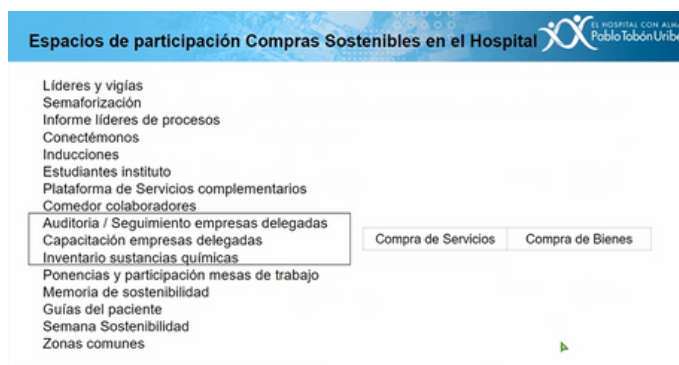 EL HOSPITAL CON ALMA
Pablo Tobón Uribe
Espacios de participación Compras Sostenibles en el Hospital
Líderes y vigías
Semaforización
Informe líderes de procesos
Conectémonos
Inducciones
Estudiantes instituto
Plataforma de Servicios complementarios
Comedor colaboradores
Auditoria / Seguimiento empresas delegadas
Capacitación empresas delegadas
Compra de Servicios Compra de Bienes
Inventario sustancias químicas
Ponencias y participación mesas de trabajo
Memoria de sostenibilidad
Guías del paciente
Semana Sostenibilidad
Zonas comunes